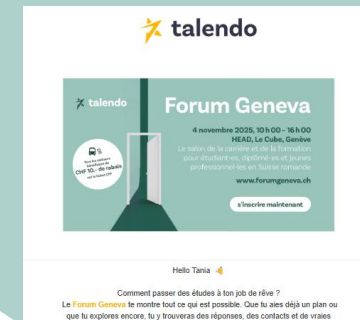 talendo
talendo
Forum Geneva
4 novembre 2025, 10 h 00 – 16 h 00
HEAD, Le Cube, Genève
Le salon de la carrière et de la formation
pour étudiant·es, diplômé·es et jeunes
professionnel·les en Suisse romande
www.forumgeneva.ch
s'inscrire maintenant
CHF 10.– de rabais
Hello Tania
Comment passer des études à ton job de rêve ?
Le Forum Geneva te montre tout ce qui est possible. Que tu aies déjà un plan ou
que tu explores encore, tu y trouveras des réponses, des contacts et de vraies